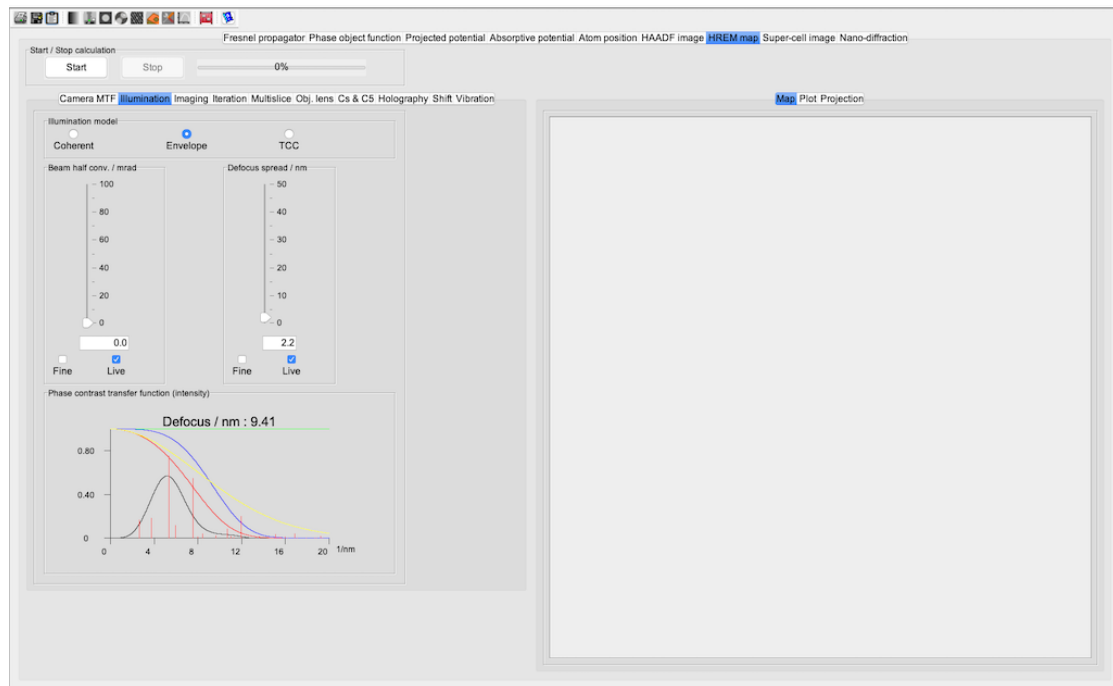 Fresnel propagator Phase object function Projected potential Absorptive potential Atom position HAADF image HREM map Super-cell image Nano-diffraction
Start / Stop calculation
Start Stop 0%
Camera MTF Illumination Imaging Iteration Multislice Obj. lens Cs & C5 Holography Shift Vibration
Map Plot Projection
Illumination model
Coherent Envelope TCC
Beam half conv. / mrad
100
80
60
40
20
0
0.0
Fine Live
Defocus spread / nm
50
40
30
20
10
0
2.2
Fine Live
Phase contrast transfer function (intensity)
Defocus / nm : 9.41
0.80
0.40
0
0 4 8 12 16 20 1/nm